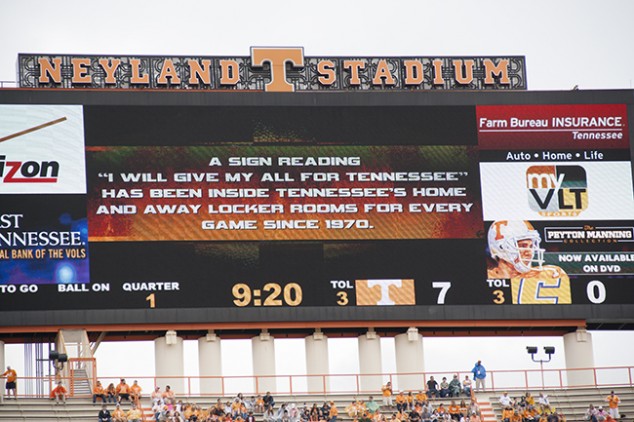 NEYLAND T STADIUM
izon
ST
NNESSEE.
AL BANK OF THE VOLS
A SIGN READING
“I WILL GIVE MY ALL FOR TENNESSEE”
HAS BEEN INSIDE TENNESSEE’S HOME
AND AWAY LOCKER ROOMS FOR EVERY
GAME SINCE 1970.
Farm Bureau INSURANCE
Tennessee
Auto • Home • Life
my
VLT
SPORTS
The
PEYTON MANNING
COLLECTION
NOW AVAILABLE
ON DVD
TO GO BALL ON QUARTER 1 9:20 TOL 3 T 7 TOL 3 0